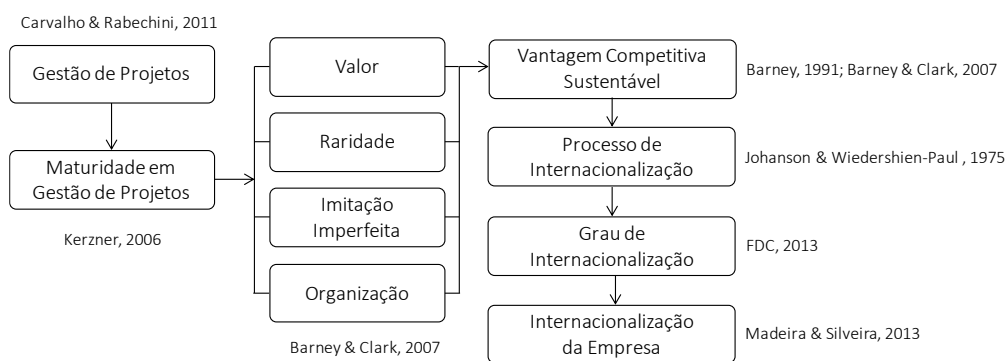 Carvalho & Rabechini, 2011
Gestão de Projetos
Maturidade em
Gestão de Projetos
Kerzner, 2006
Valor
Raridade
Imitação
Imperfeita
Organização
Barney & Clark, 2007
Vantagem Competitiva
Sustentável
Barney, 1991; Barney & Clark, 2007
Processo de
Internacionalização
Johanson & Wiedershien-Paul , 1975
Grau de
Internacionalização
FDC, 2013
Internacionalização
da Empresa
Madeira & Silveira, 2013